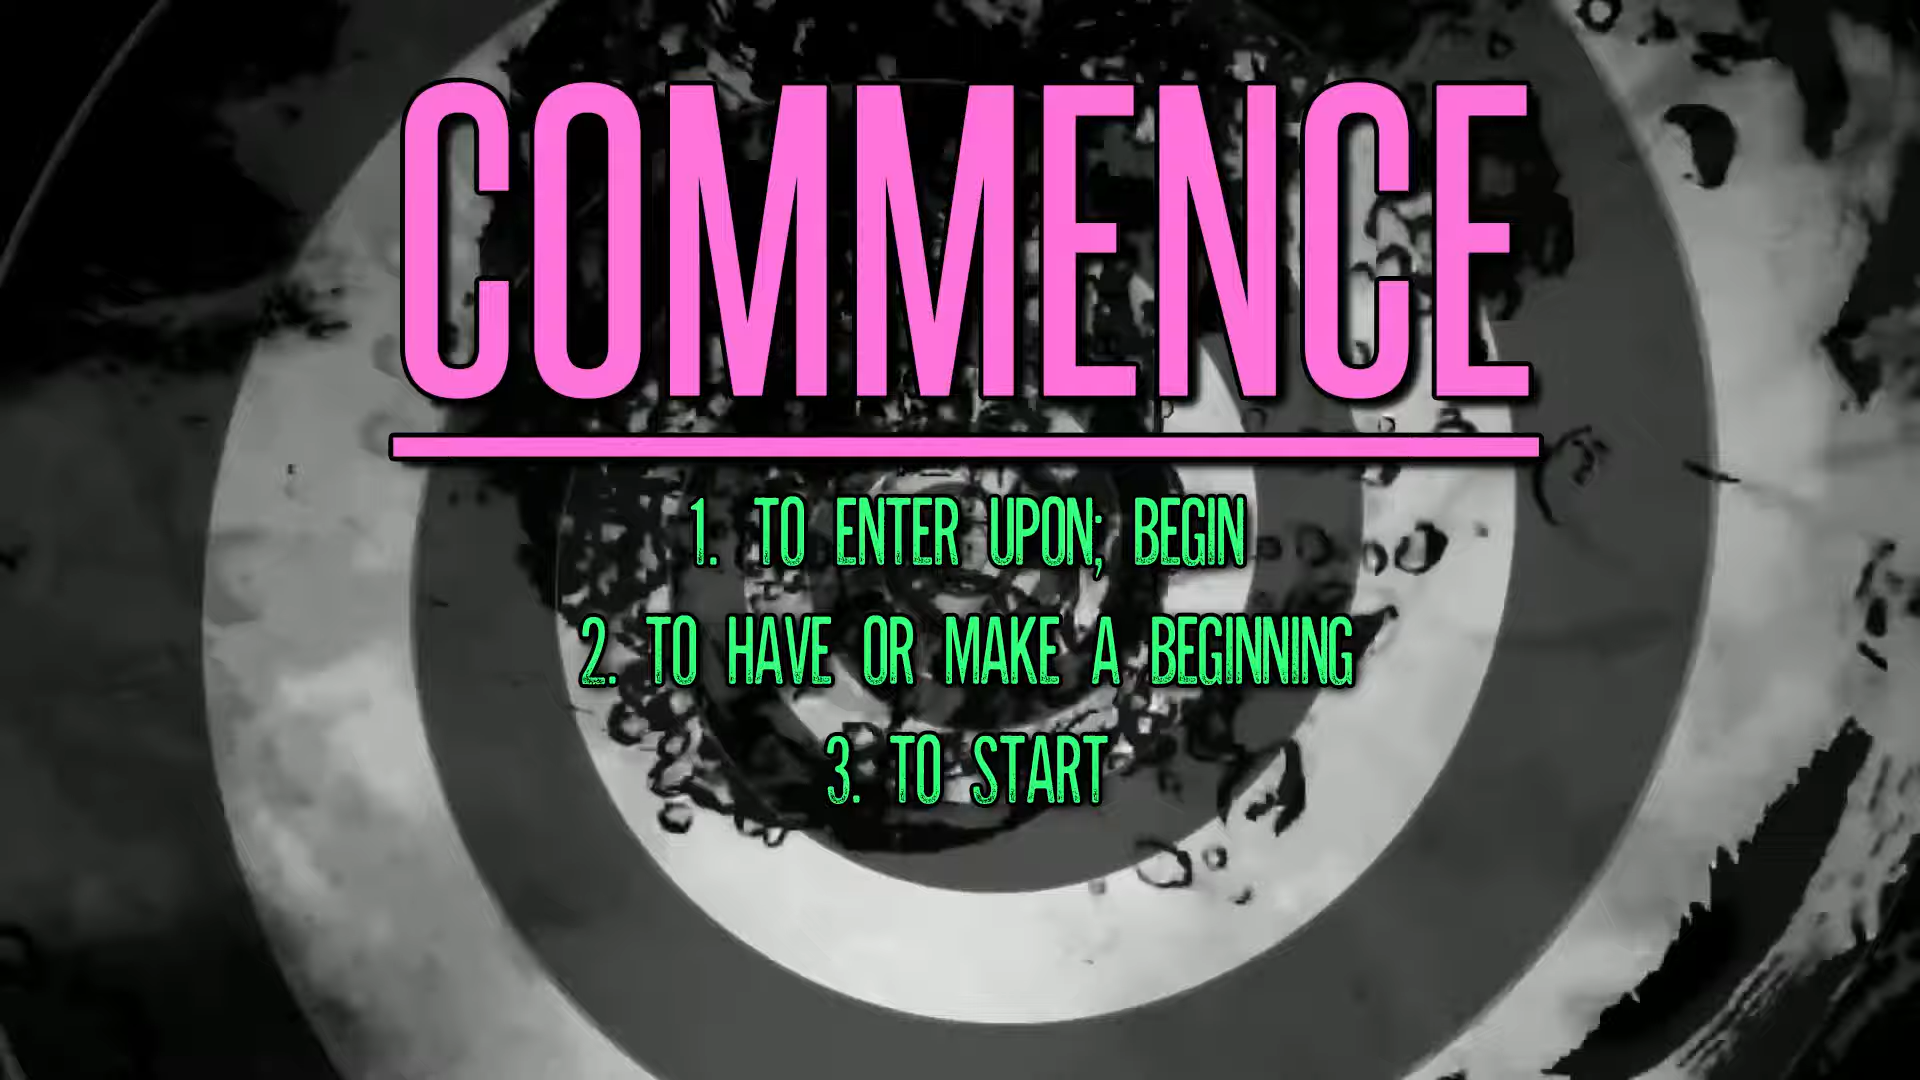 COMMENCE
1. TO ENTER UPON; BEGIN
2. TO HAVE OR MAKE A BEGINNING
3. TO START